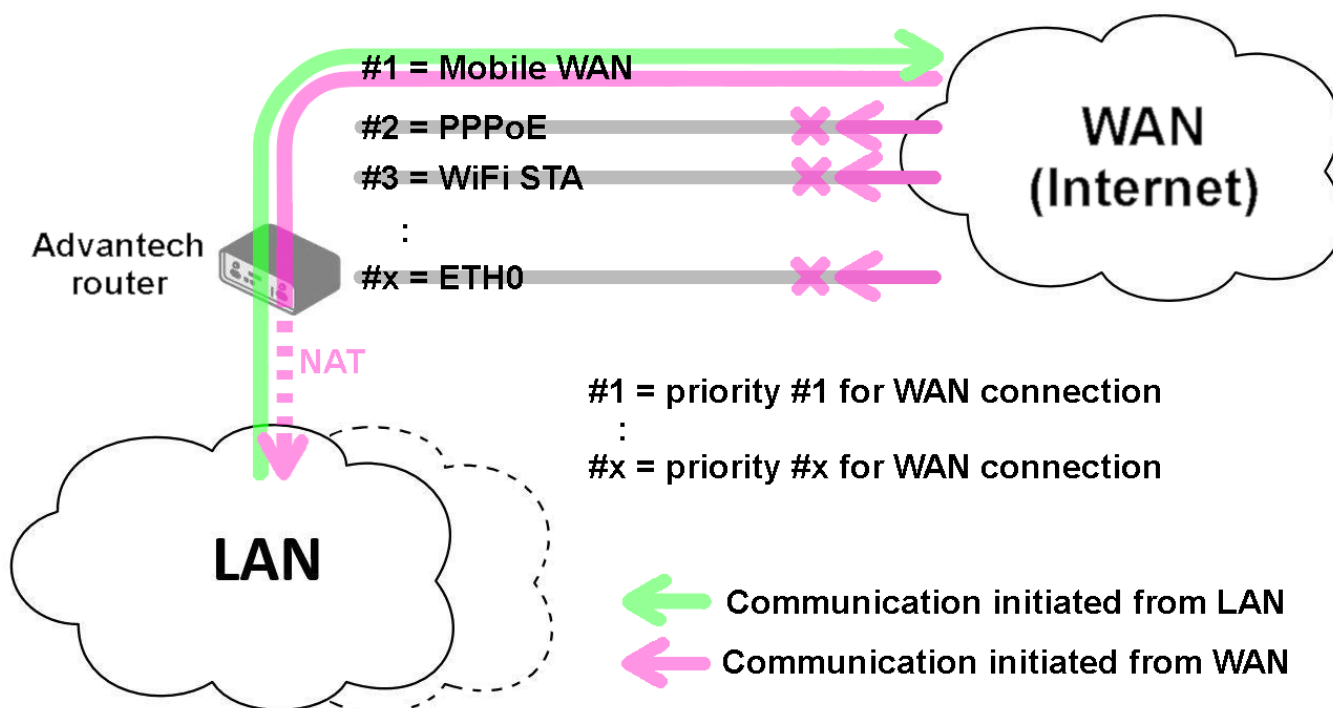 #1 = Mobile WAN
#2 = PPPoE
#3 = WiFi STA
:
#x = ETH0
WAN
(Internet)
Advantech
router
NAT
#1 = priority #1 for WAN connection
:
#x = priority #x for WAN connection
LAN
Communication initiated from LAN
Communication initiated from WAN